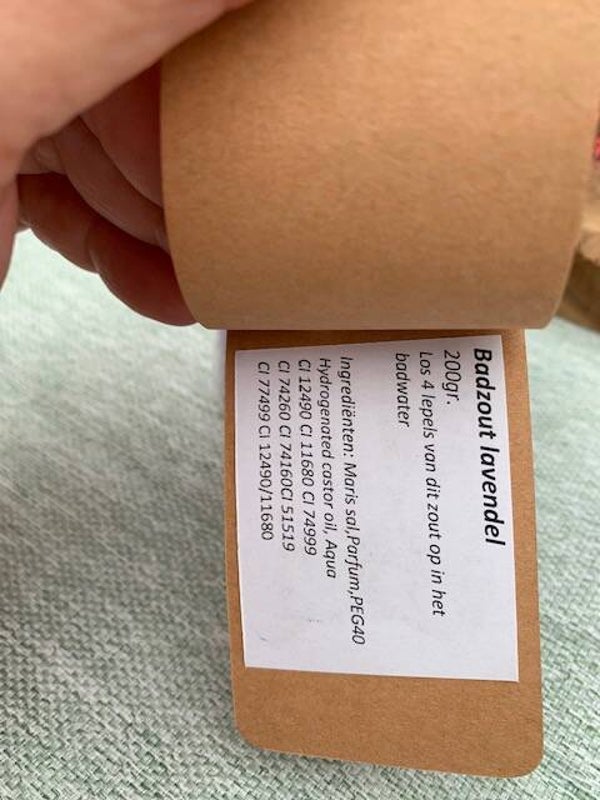 Badzout lavendel
200gr.
Los 4 lepels van dit zout op in het
badwater
Ingrediënten: Maris sal,Parfum,PEG40
Hydrogenated castor oil, Aqua
CI 12490 CI 11680 CI 74999
CI 74260 CI 74160CI 51519
CI 77499 CI 12490/11680